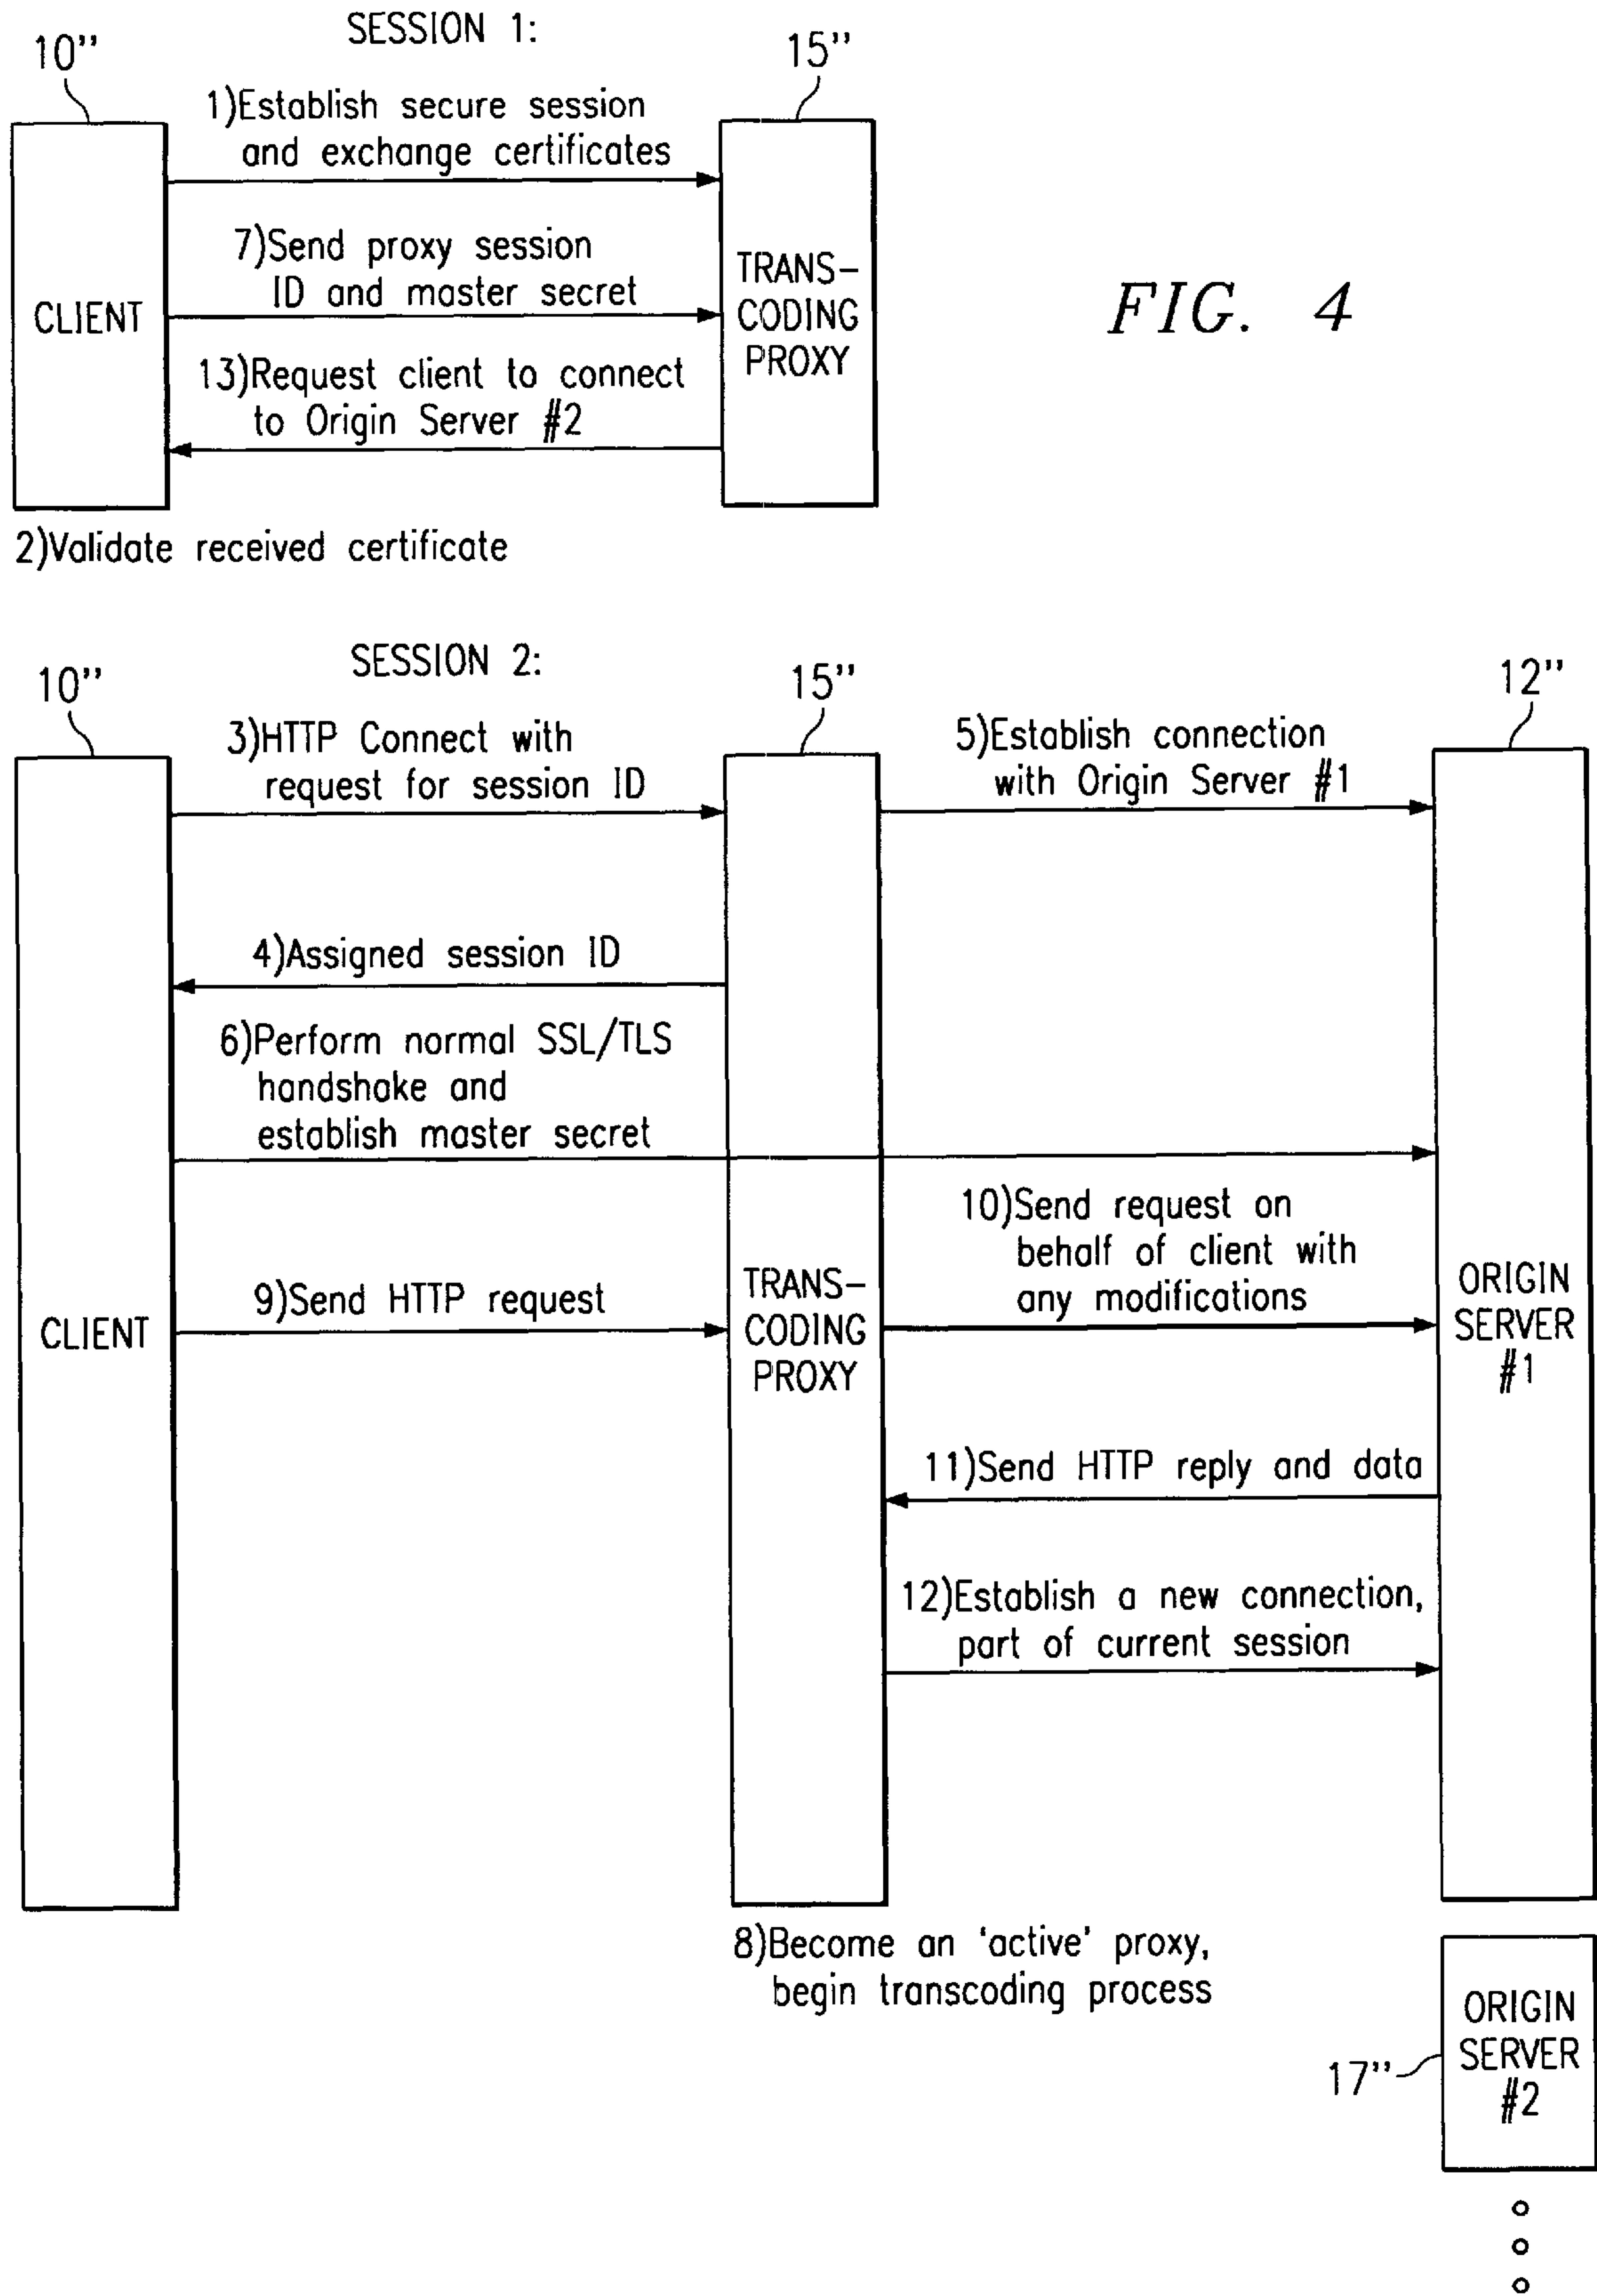 SESSION 1:
10''
15''
1)Establish secure session
and exchange certificates
7)Send proxy session
ID and master secret
13)Request client to connect
to Origin Server #2
CLIENT
TRANS-
CODING
PROXY
FIG. 4
2)Validate received certificate
SESSION 2:
10''
15''
12''
3)HTTP Connect with
request for session ID
5)Establish connection
with Origin Server #1
4)Assigned session ID
6)Perform normal SSL/TLS
handshake and
establish master secret
10)Send request on
behalf of client with
any modifications
9)Send HTTP request
CLIENT
TRANS-
CODING
PROXY
ORIGIN
SERVER
#1
11)Send HTTP reply and data
12)Establish a new connection,
part of current session
8)Become an 'active' proxy,
begin transcoding process
ORIGIN
SERVER
#2
17''